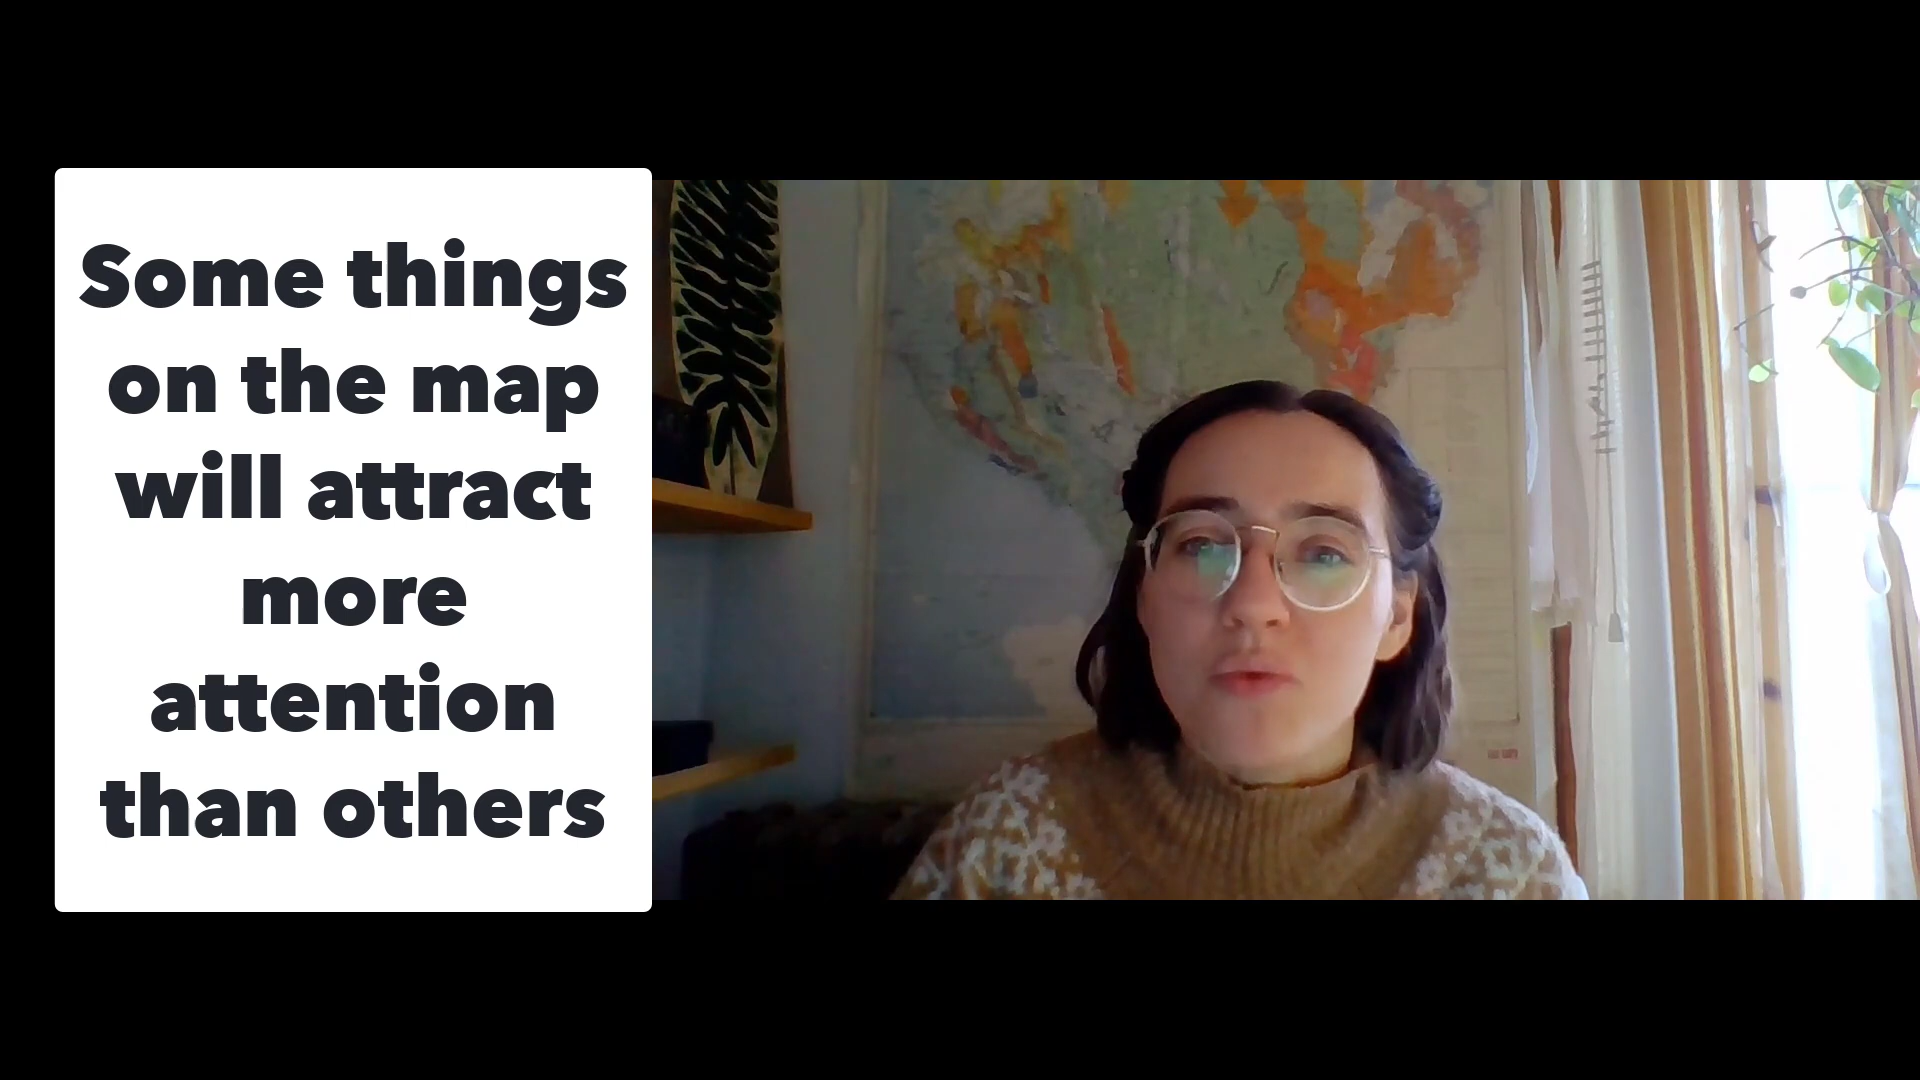 Some things
on the map
will attract
more
attention
than others